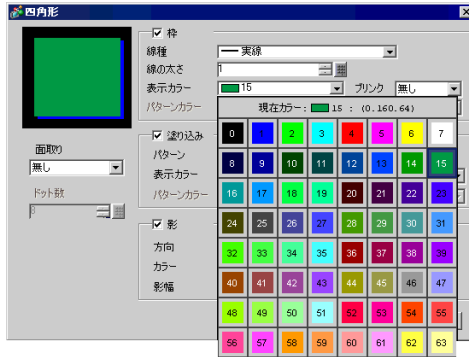 四角形
枠
線種 実線
線の太さ 1
表示カラー 15 ブリンク 無し
パターンカラー
現在カラー: 15 : (0.160.64)
塗り込み
パターン
表示カラー
パターンカラー
面取り
無し
ドット数
8
影
方向
カラー
影幅
0 1 2 3 4 5 6 7
8 9 10 11 12 13 14 15
16 17 18 19 20 21 22 23
24 25 26 27 28 29 30 31
32 33 34 35 36 37 38 39
40 41 42 43 44 45 46 47
48 49 50 51 52 53 54 55
56 57 58 59 60 61 62 63